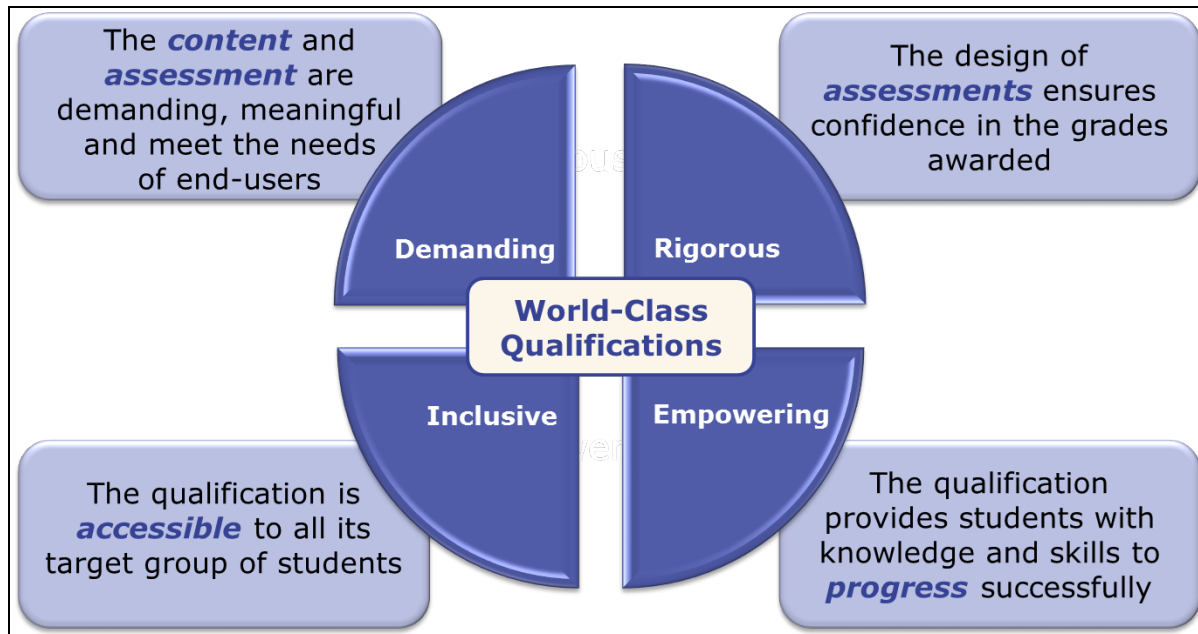 The content and
assessment are
demanding, meaningful
and meet the needs
of end-users
The design of
assessments ensures
confidence in the grades
awarded
Demanding
Rigorous
World-Class
Qualifications
Inclusive
Empowering
The qualification is
accessible to all its
target group of students
The qualification
provides students with
knowledge and skills to
progress successfully